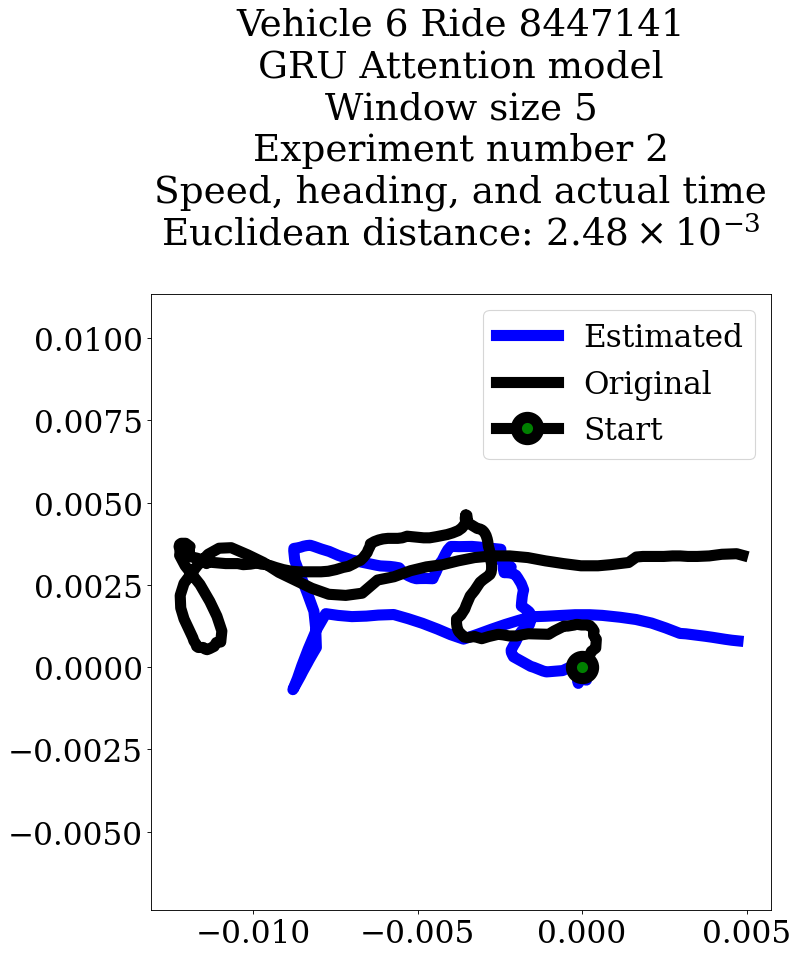 Vehicle 6 Ride 8447141
GRU Attention model
Window size 5
Experiment number 2
Speed, heading, and actual time
Euclidean distance: 2.48 × 10⁻³
Estimated
Original
Start
0.0100
0.0075
0.0050
0.0025
0.0000
−0.0025
−0.0050
−0.010
−0.005
0.000
0.005